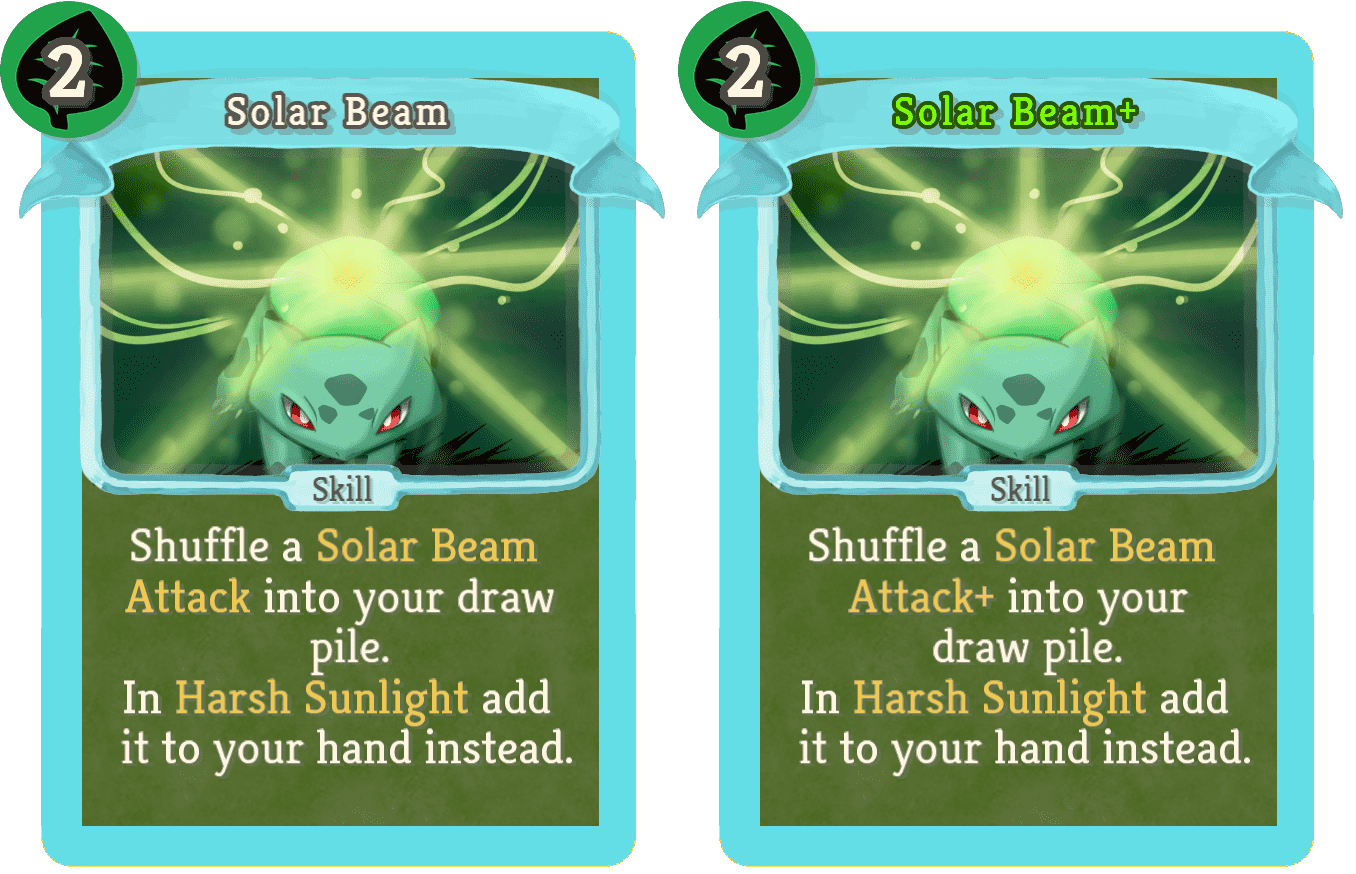 2
Solar Beam
Skill
Shuffle a Solar Beam
Attack into your draw
pile.
In Harsh Sunlight add
it to your hand instead.
2
Solar Beam+
Skill
Shuffle a Solar Beam
Attack+ into your
draw pile.
In Harsh Sunlight add
it to your hand instead.